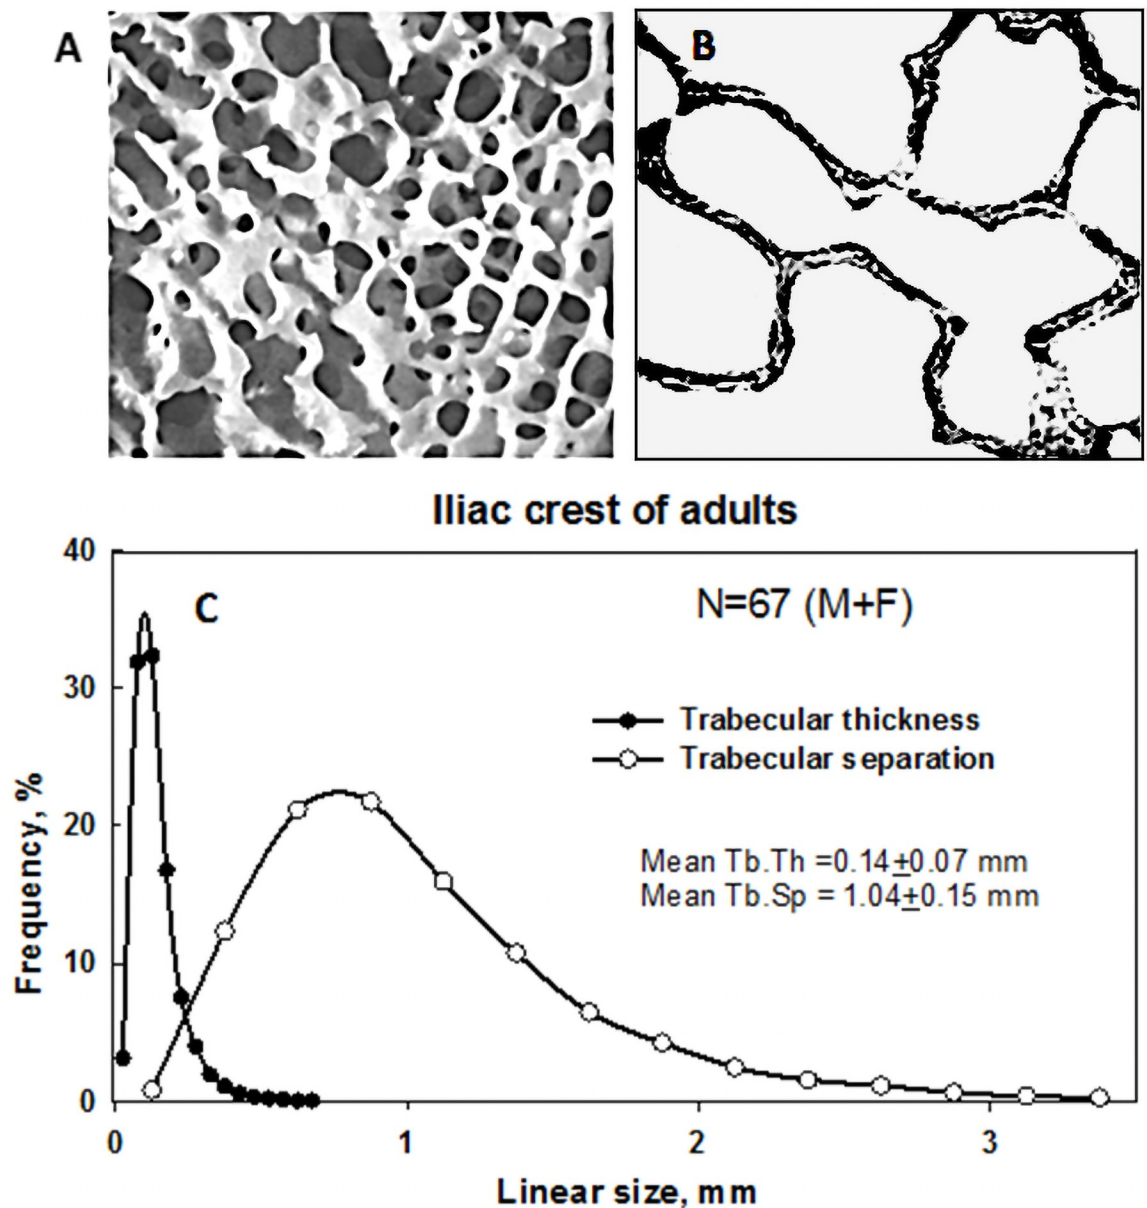 A
B
Iliac crest of adults
40
30
20
10
0
Frequency, %
C
N=67 (M+F)
Trabecular thickness
Trabecular separation
Mean Tb.Th =0.14±0.07 mm
Mean Tb.Sp = 1.04±0.15 mm
0
1
2
3
Linear size, mm